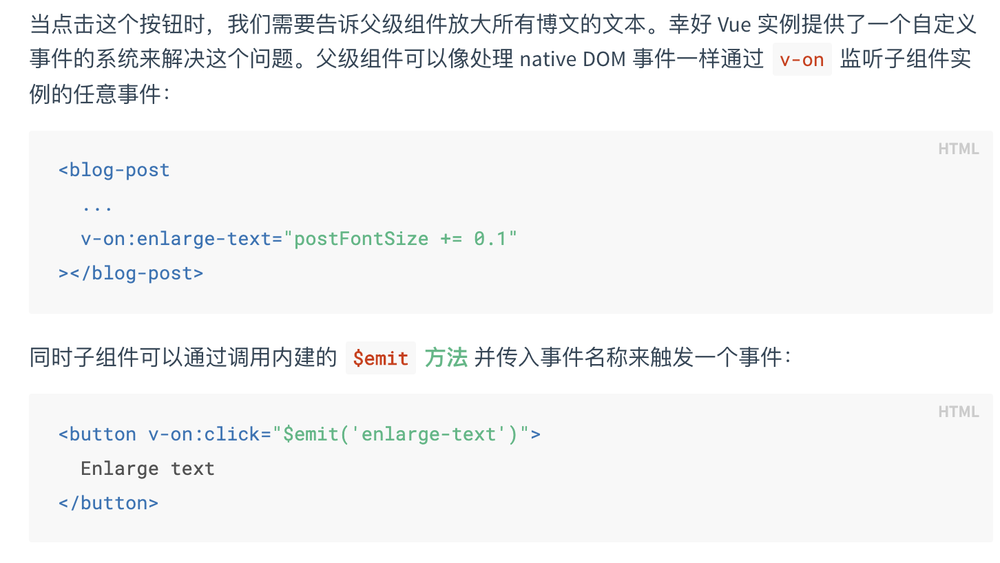 当点击这个按钮时，我们需要告诉父级组件放大所有博文的文本。幸好 Vue 实例提供了一个自定义
事件的系统来解决这个问题。父级组件可以像处理 native DOM 事件一样通过 v-on 监听子组件实
例的任意事件：
HTML
<blog-post
  ...
  v-on:enlarge-text="postFontSize += 0.1"
></blog-post>
同时子组件可以通过调用内建的 $emit 方法 并传入事件名称来触发一个事件：
HTML
<button v-on:click="$emit('enlarge-text')">
  Enlarge text
</button>